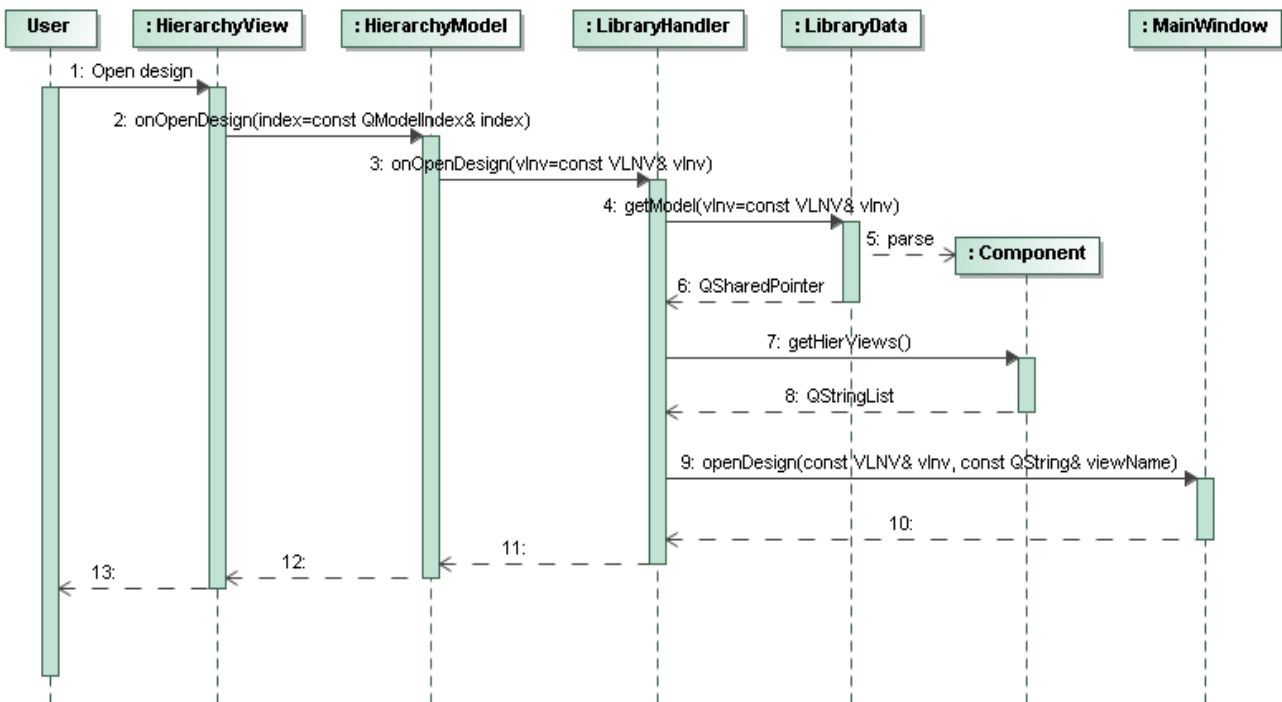 User
: HierarchyView
: HierarchyModel
: LibraryHandler
: LibraryData
: MainWindow
1: Open design
2: onOpenDesign(index=const QModelIndex& index)
3: onOpenDesign(vlnv=const VLNV& vlnv)
4: getModel(vlnv=const VLNV& vlnv)
5: parse
: Component
6: QSharedPointer
7: getHierViews()
8: QStringList
9: openDesign(const VLNV& vlnv, const QString& viewName)
10:
11:
12:
13: